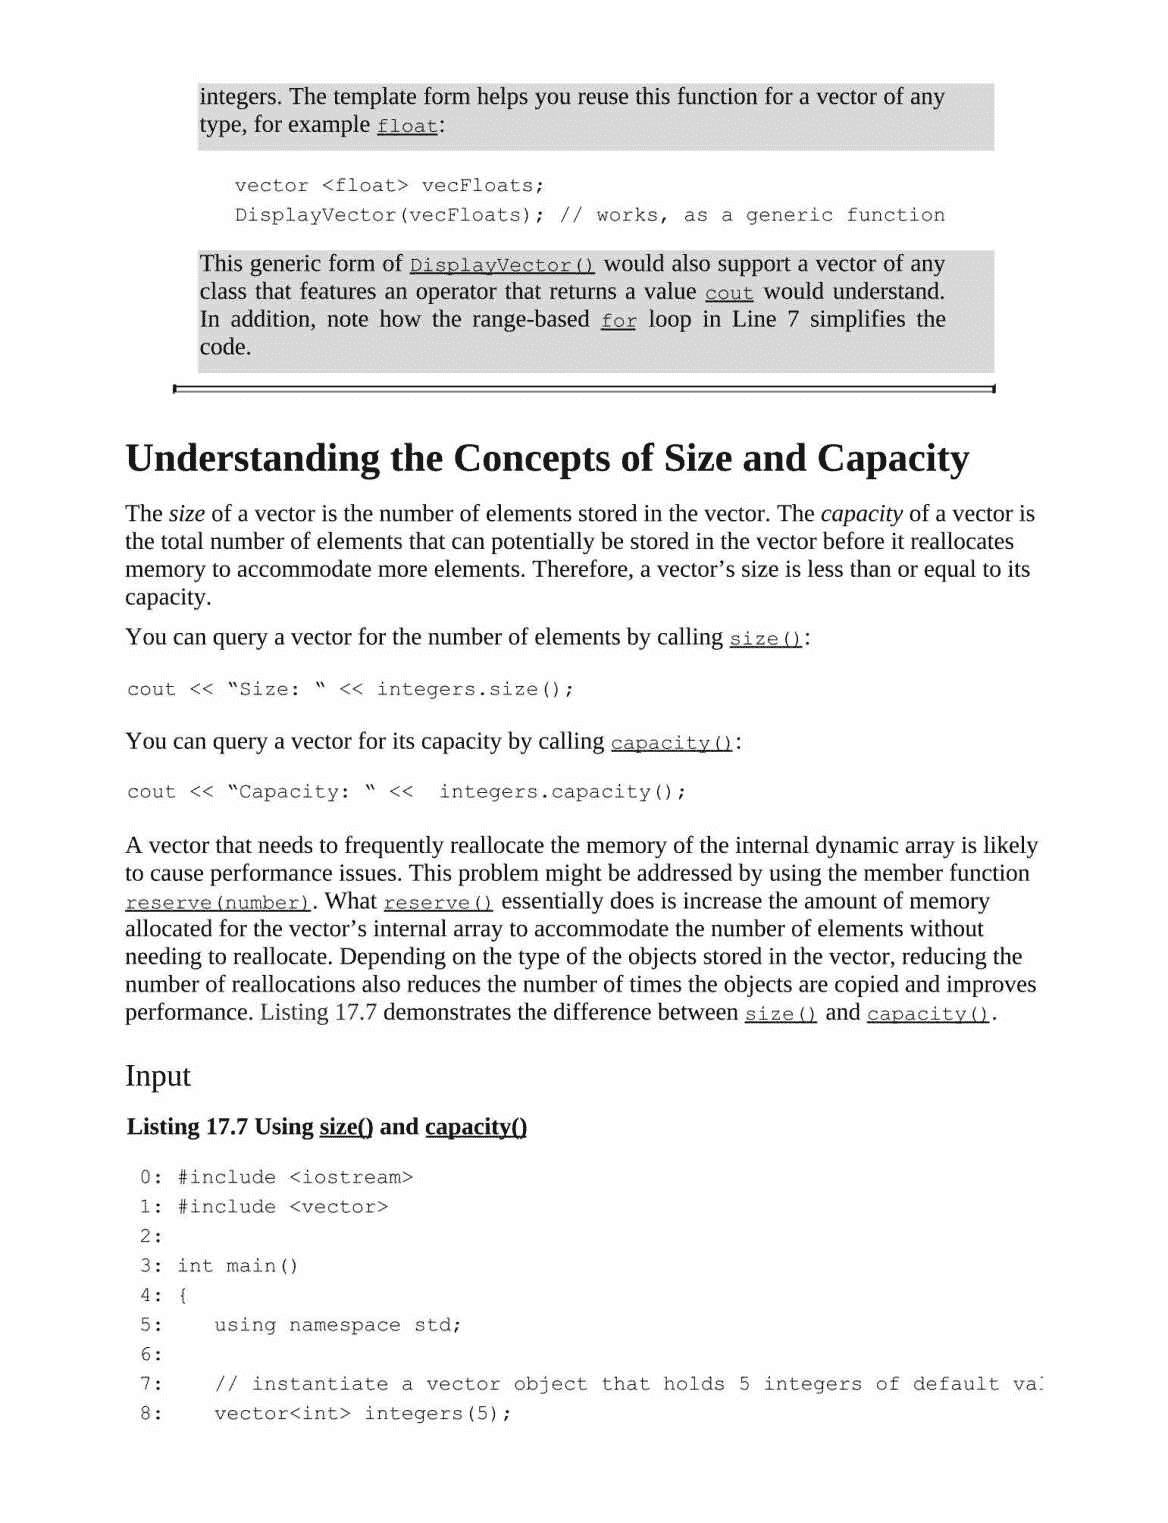 integers. The template form helps you reuse this function for a vector of any
type, for example float:
vector <float> vecFloats;
DisplayVector(vecFloats); // works, as a generic function
This generic form of DisplayVector() would also support a vector of any
class that features an operator that returns a value cout would understand.
In addition, note how the range-based for loop in Line 7 simplifies the
code.
Understanding the Concepts of Size and Capacity
The size of a vector is the number of elements stored in the vector. The capacity of a vector is
the total number of elements that can potentially be stored in the vector before it reallocates
memory to accommodate more elements. Therefore, a vector’s size is less than or equal to its
capacity.
You can query a vector for the number of elements by calling size():
cout << “Size: “ << integers.size();
You can query a vector for its capacity by calling capacity():
cout << “Capacity: “ <<  integers.capacity();
A vector that needs to frequently reallocate the memory of the internal dynamic array is likely
to cause performance issues. This problem might be addressed by using the member function
reserve(number). What reserve() essentially does is increase the amount of memory
allocated for the vector’s internal array to accommodate the number of elements without
needing to reallocate. Depending on the type of the objects stored in the vector, reducing the
number of reallocations also reduces the number of times the objects are copied and improves
performance. Listing 17.7 demonstrates the difference between size() and capacity().
Input
Listing 17.7 Using size() and capacity()
0: #include <iostream>
1: #include <vector>
2:
3: int main()
4: {
5:    using namespace std;
6:
7:    // instantiate a vector object that holds 5 integers of default
8:    vector<int> integers(5);